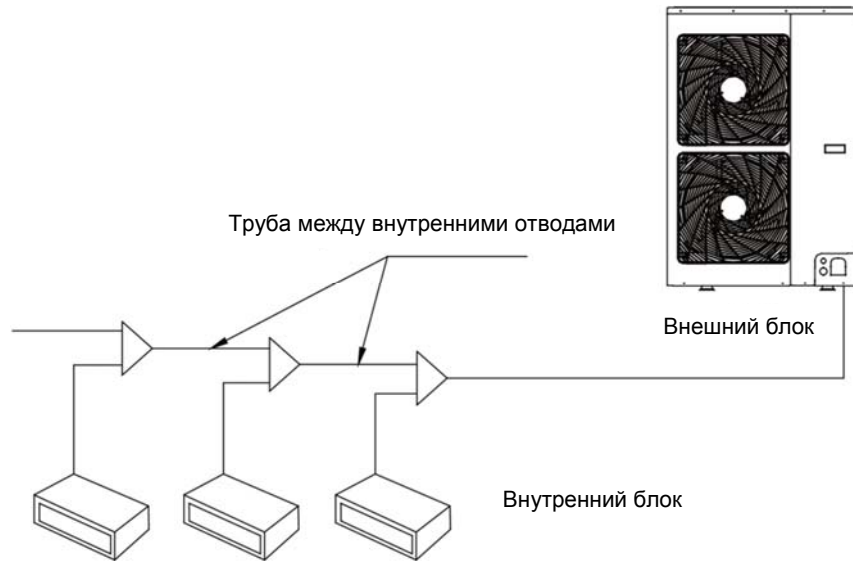 Труба между внутренними отводами
Внешний блок
Внутренний блок